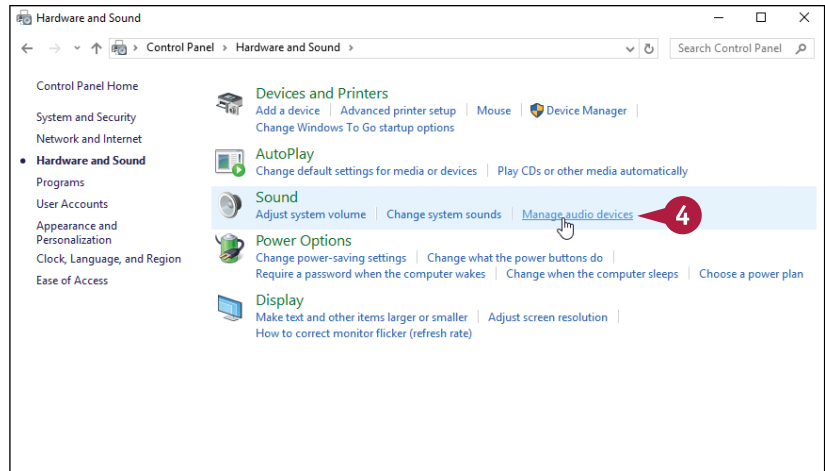 Hardware and Sound
Control Panel > Hardware and Sound >
Search Control Panel
Control Panel Home
System and Security
Network and Internet
Hardware and Sound
Programs
User Accounts
Appearance and
Personalization
Clock, Language, and Region
Ease of Access
Devices and Printers
Add a device | Advanced printer setup | Mouse | Device Manager |
Change Windows To Go startup options
AutoPlay
Change default settings for media or devices | Play CDs or other media automatically
Sound
Adjust system volume | Change system sounds | Manage audio devices
4
Power Options
Change power-saving settings | Change what the power buttons do |
Require a password when the computer wakes | Change when the computer sleeps | Choose a power plan
Display
Make text and other items larger or smaller | Adjust screen resolution |
How to correct monitor flicker (refresh rate)